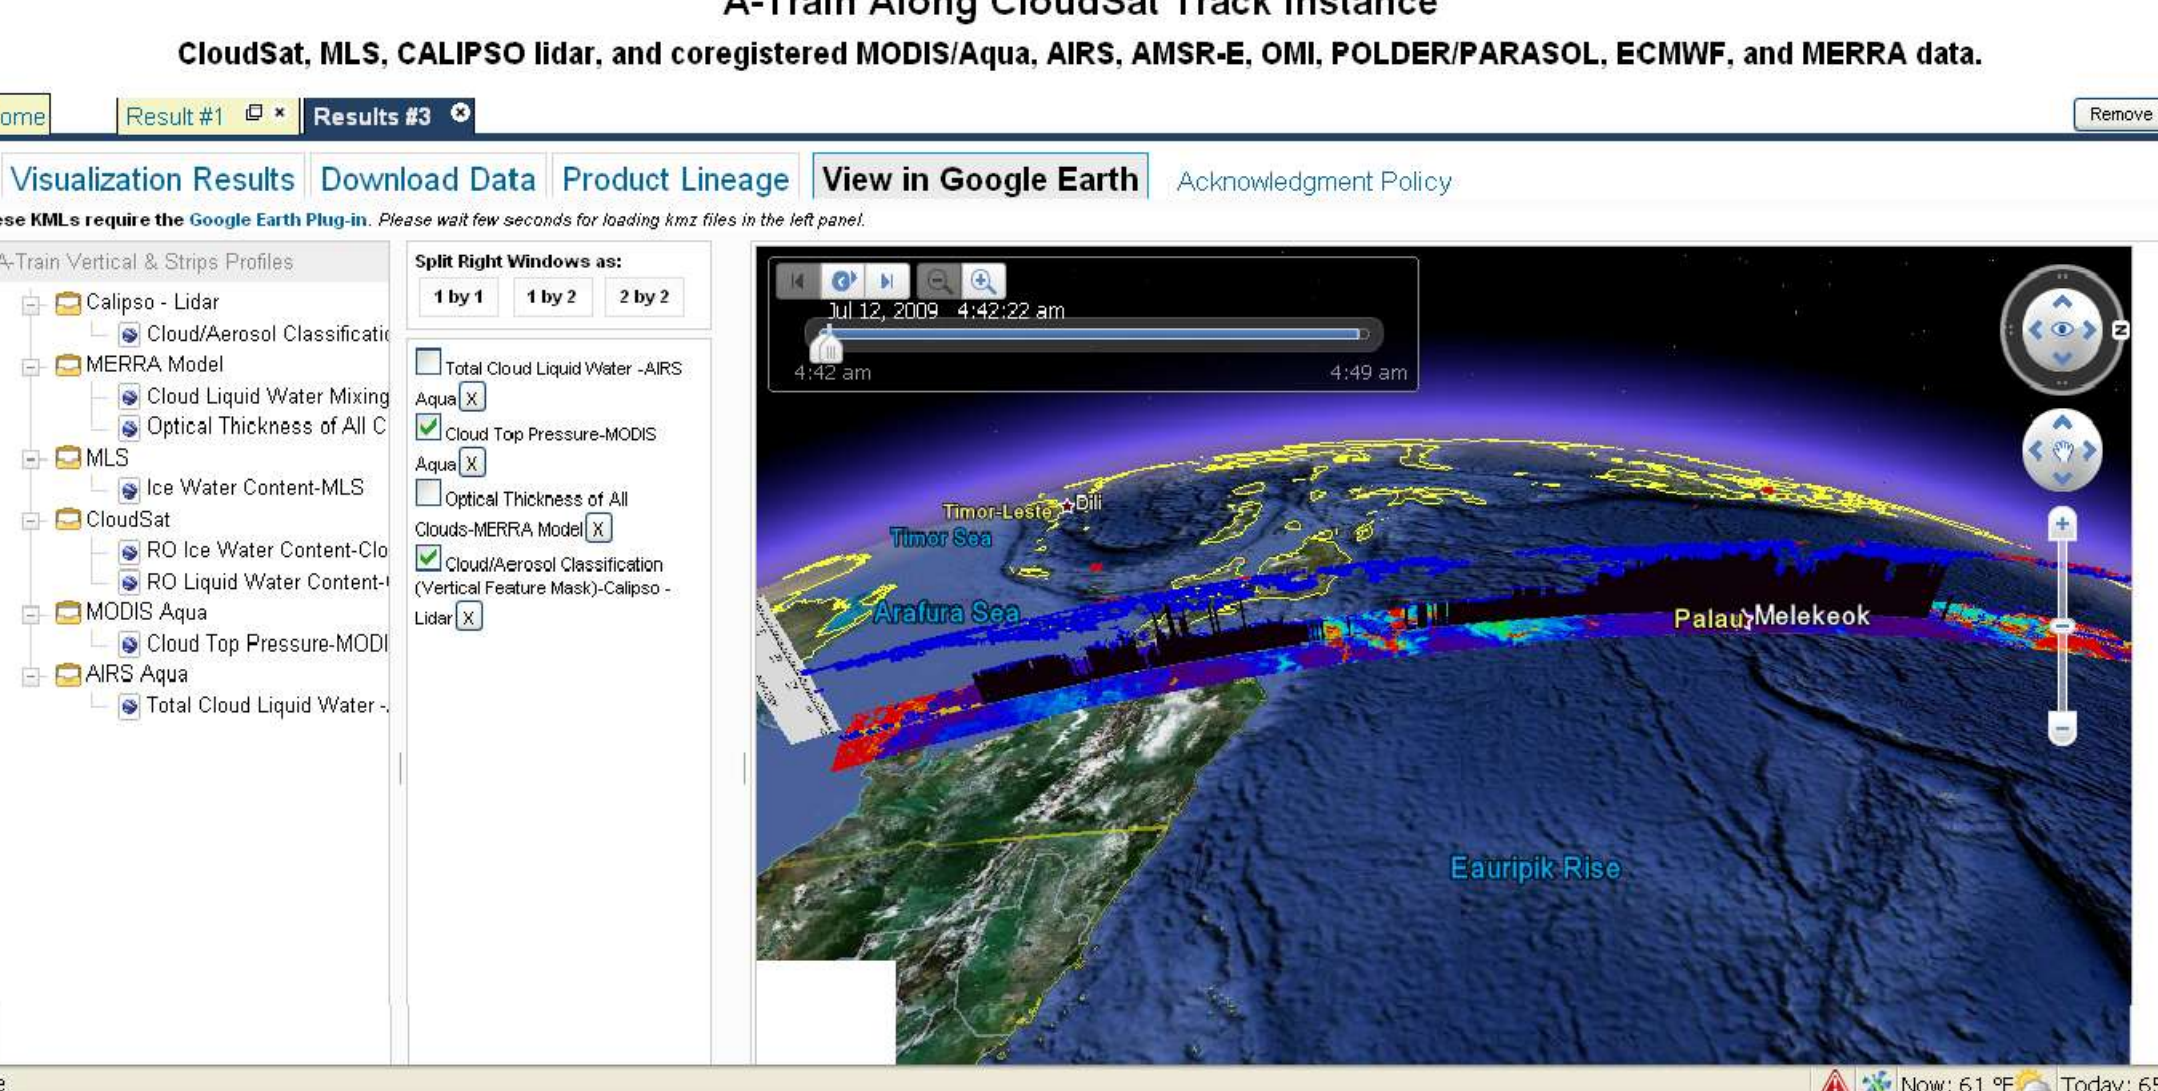 A-Train Along CloudSat Track Instance
CloudSat, MLS, CALIPSO lidar, and coregistered MODIS/Aqua, AIRS, AMSR-E, OMI, POLDER/PARASOL, ECMWF, and MERRA data.
ome Result #1 x Results #3 Remove
Visualization Results Download Data Product Lineage View in Google Earth Acknowledgment Policy
ese KMLs require the Google Earth Plug-in. Please wait few seconds for loading kmz files in the left panel.
A-Train Vertical & Strips Profiles
Calipso - Lidar
Cloud/Aerosol Classificatio
MERRA Model
Cloud Liquid Water Mixing
Optical Thickness of All C
MLS
Ice Water Content-MLS
CloudSat
RO Ice Water Content-Clo
RO Liquid Water Content-
MODIS Aqua
Cloud Top Pressure-MODI
AIRS Aqua
Total Cloud Liquid Water -
Split Right Windows as:
1 by 1 1 by 2 2 by 2
Total Cloud Liquid Water -AIRS
Aqua X
Cloud Top Pressure-MODIS
Aqua X
Optical Thickness of All
Clouds-MERRA Model X
Cloud/Aerosol Classification
(Vertical Feature Mask)-Calipso -
Lidar X
Jul 12, 2009 4:42:22 am
4:42 am 4:49 am
N
Timor-Leste Dili
Timor Sea
Arafura Sea
Palau Melekeok
Eauripik Rise
e
Now: 61 °F Today: 65